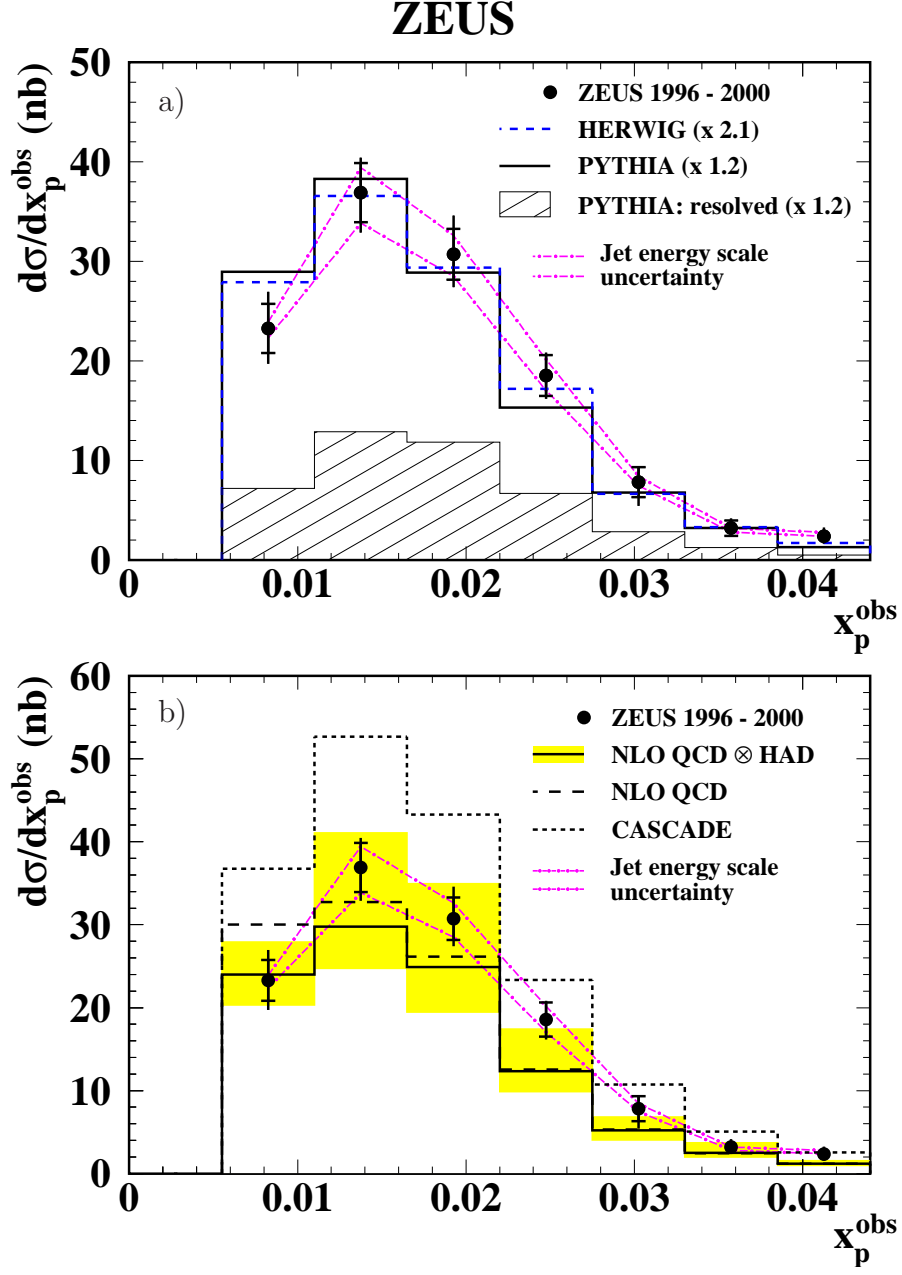 ZEUS
a)
dσ/dx_p^obs (nb)
50
40
30
20
10
0
ZEUS 1996 - 2000
HERWIG (x 2.1)
PYTHIA (x 1.2)
PYTHIA: resolved (x 1.2)
Jet energy scale
uncertainty
0 0.01 0.02 0.03 0.04
x_p^obs
b)
dσ/dx_p^obs (nb)
60
50
40
30
20
10
0
ZEUS 1996 - 2000
NLO QCD ⊗ HAD
NLO QCD
CASCADE
Jet energy scale
uncertainty
0 0.01 0.02 0.03 0.04
x_p^obs